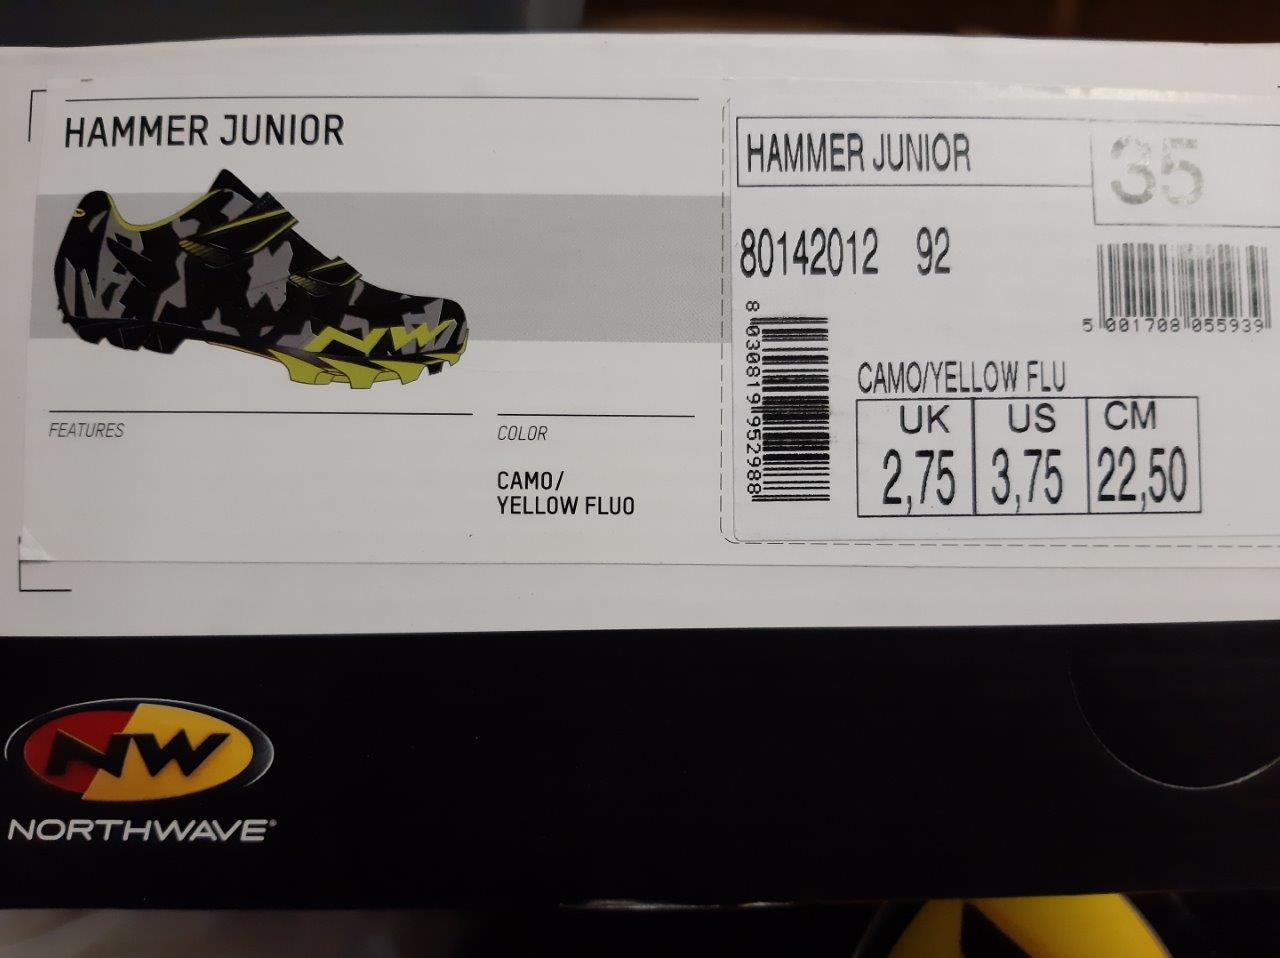 HAMMER JUNIOR
NW
FEATURES
COLOR
CAMO/
YELLOW FLUO
HAMMER JUNIOR
35
80142012 92
5 001708 055939
8 030819 952988
CAMO/YELLOW FLU
UK US CM
2,75 3,75 22,50
NW
NORTHWAVE®